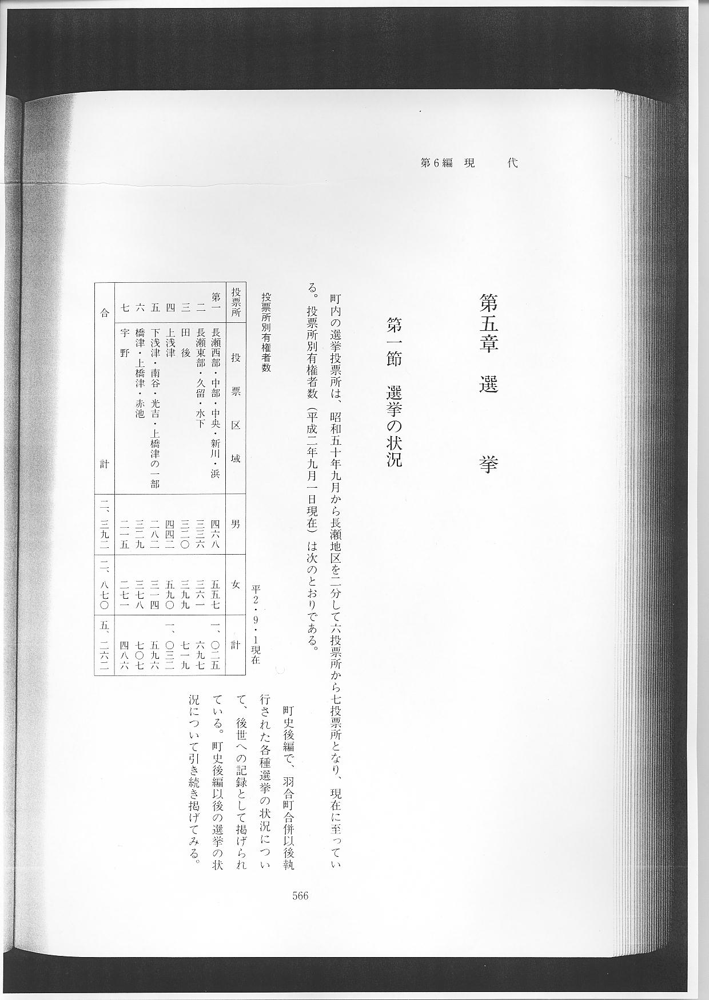 第6編　現　　代
第五章　選　　挙
第一節　選挙の状況
町内の選挙投票所は、昭和五十年九月から長瀬地区を二分して六投票所から七投票所となり、現在に至ってい
る。投票所別有権者数（平成二年九月一日現在）は次のとおりである。
投票所別有権者数
平2・9・1現在
投票所　投票区域　男　女　計
第一　長瀬西部・中部・中央・新川・浜　四六八　五五七　一、〇二五
二　長瀬東部・久留・水下　三三六　三六一　六九七
三　田後　三二〇　三九九　七一九
四　上浅津　四四二　五九〇　一、〇三二
五　下浅津・南谷・光吉・上橋津の一部　二八二　三一四　五九六
六　橋津・上橋津・赤池　三二九　三七八　七〇七
七　宇野　二一五　二七一　四八六
合計　二、三九二　二、八七〇　五、二六二
町史後編で、羽合町合併以後執
行された各種選挙の状況につい
て、後世への記録として掲げられ
ている。町史後編以後の選挙の状
況について引き続き掲げてみる。
566